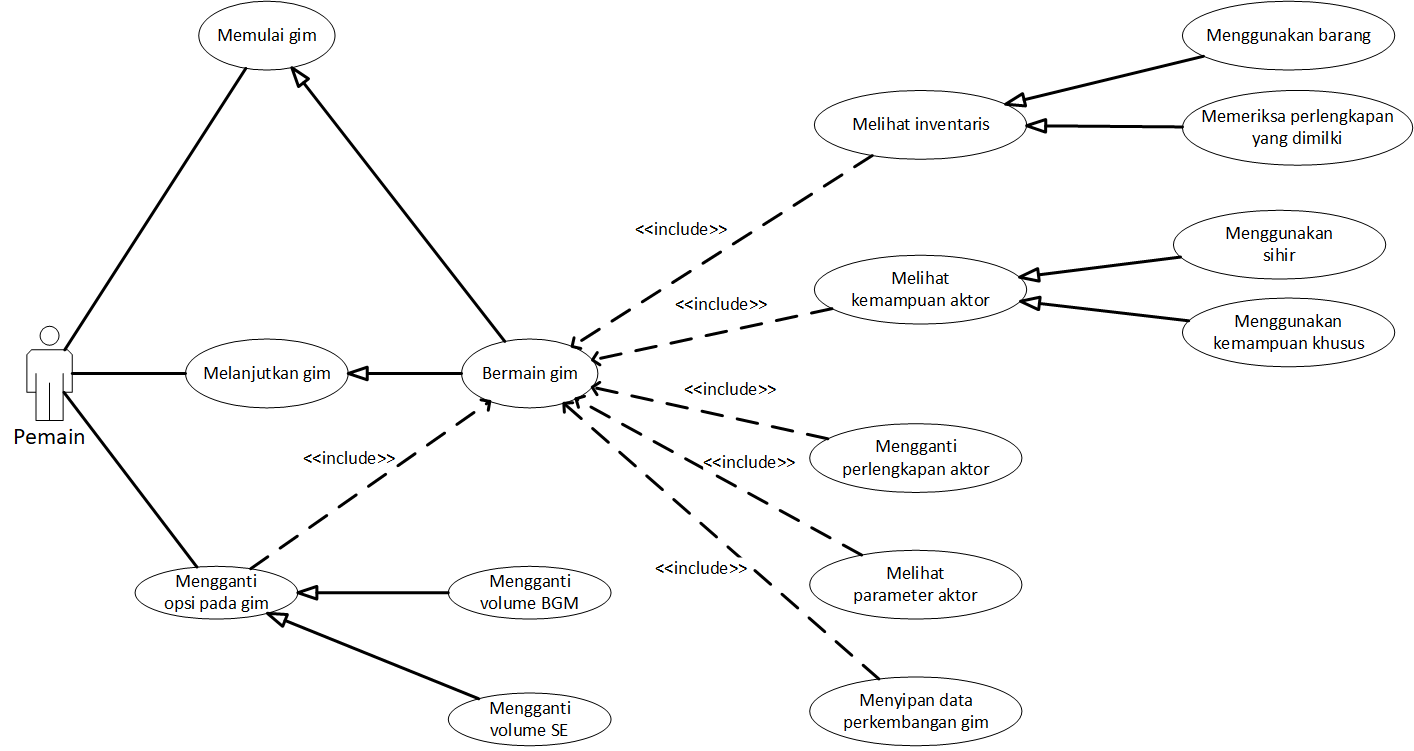 Memulai gim
Menggunakan barang
Melihat inventaris
Memeriksa perlengkapan
yang dimilki
<<include>>
Menggunakan
sihir
Melihat
kemampuan aktor
<<include>>
Menggunakan
kemampuan khusus
Melanjutkan gim
Bermain gim
<<include>>
Pemain
Mengganti
perlengkapan aktor
<<include>>
<<include>>
<<include>>
Melihat
parameter aktor
Mengganti
opsi pada gim
Mengganti
volume BGM
Mengganti
volume SE
Menyipan data
perkembangan gim